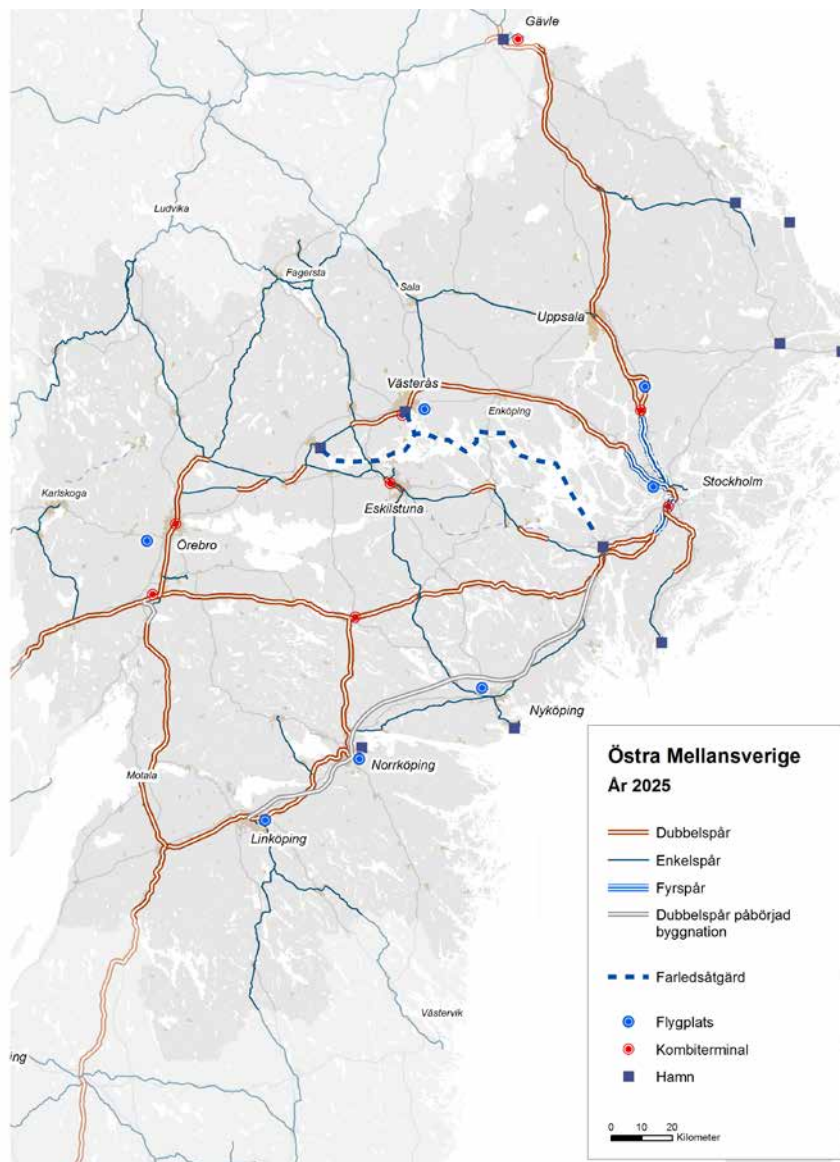 Gävle
Ludvika
Fagersta
Sala
Uppsala
Västerås
Enköping
Karlskoga
Stockholm
Eskilstuna
Örebro
Nyköping
Norrköping
Motala
Linköping
Västervik
ing
Östra Mellansverige
År 2025
Dubbelspår
Enkelspår
Fyrspår
Dubbelspår påbörjad
byggnation
Farledsåtgärd
Flygplats
Kombiterminal
Hamn
0 10 20
Kilometer